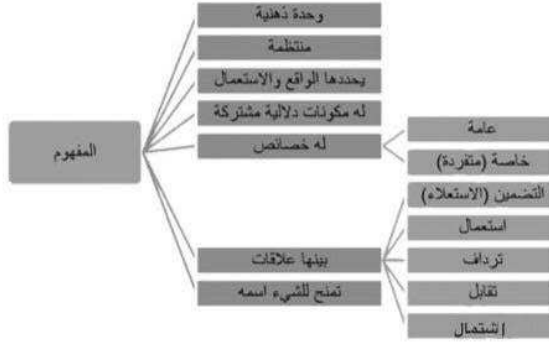 المفهوم
وحدة ذهنية
منتظمة
يحددها الواقع والاستعمال
له مكونات دلالية مشتركة
له خصائص
عامة
خاصة (متفردة)
بينها علاقات
التضمين (الاستعلاء)
استعمال
ترداف
تقابل
إشتمال
تمنح للشيء اسمه